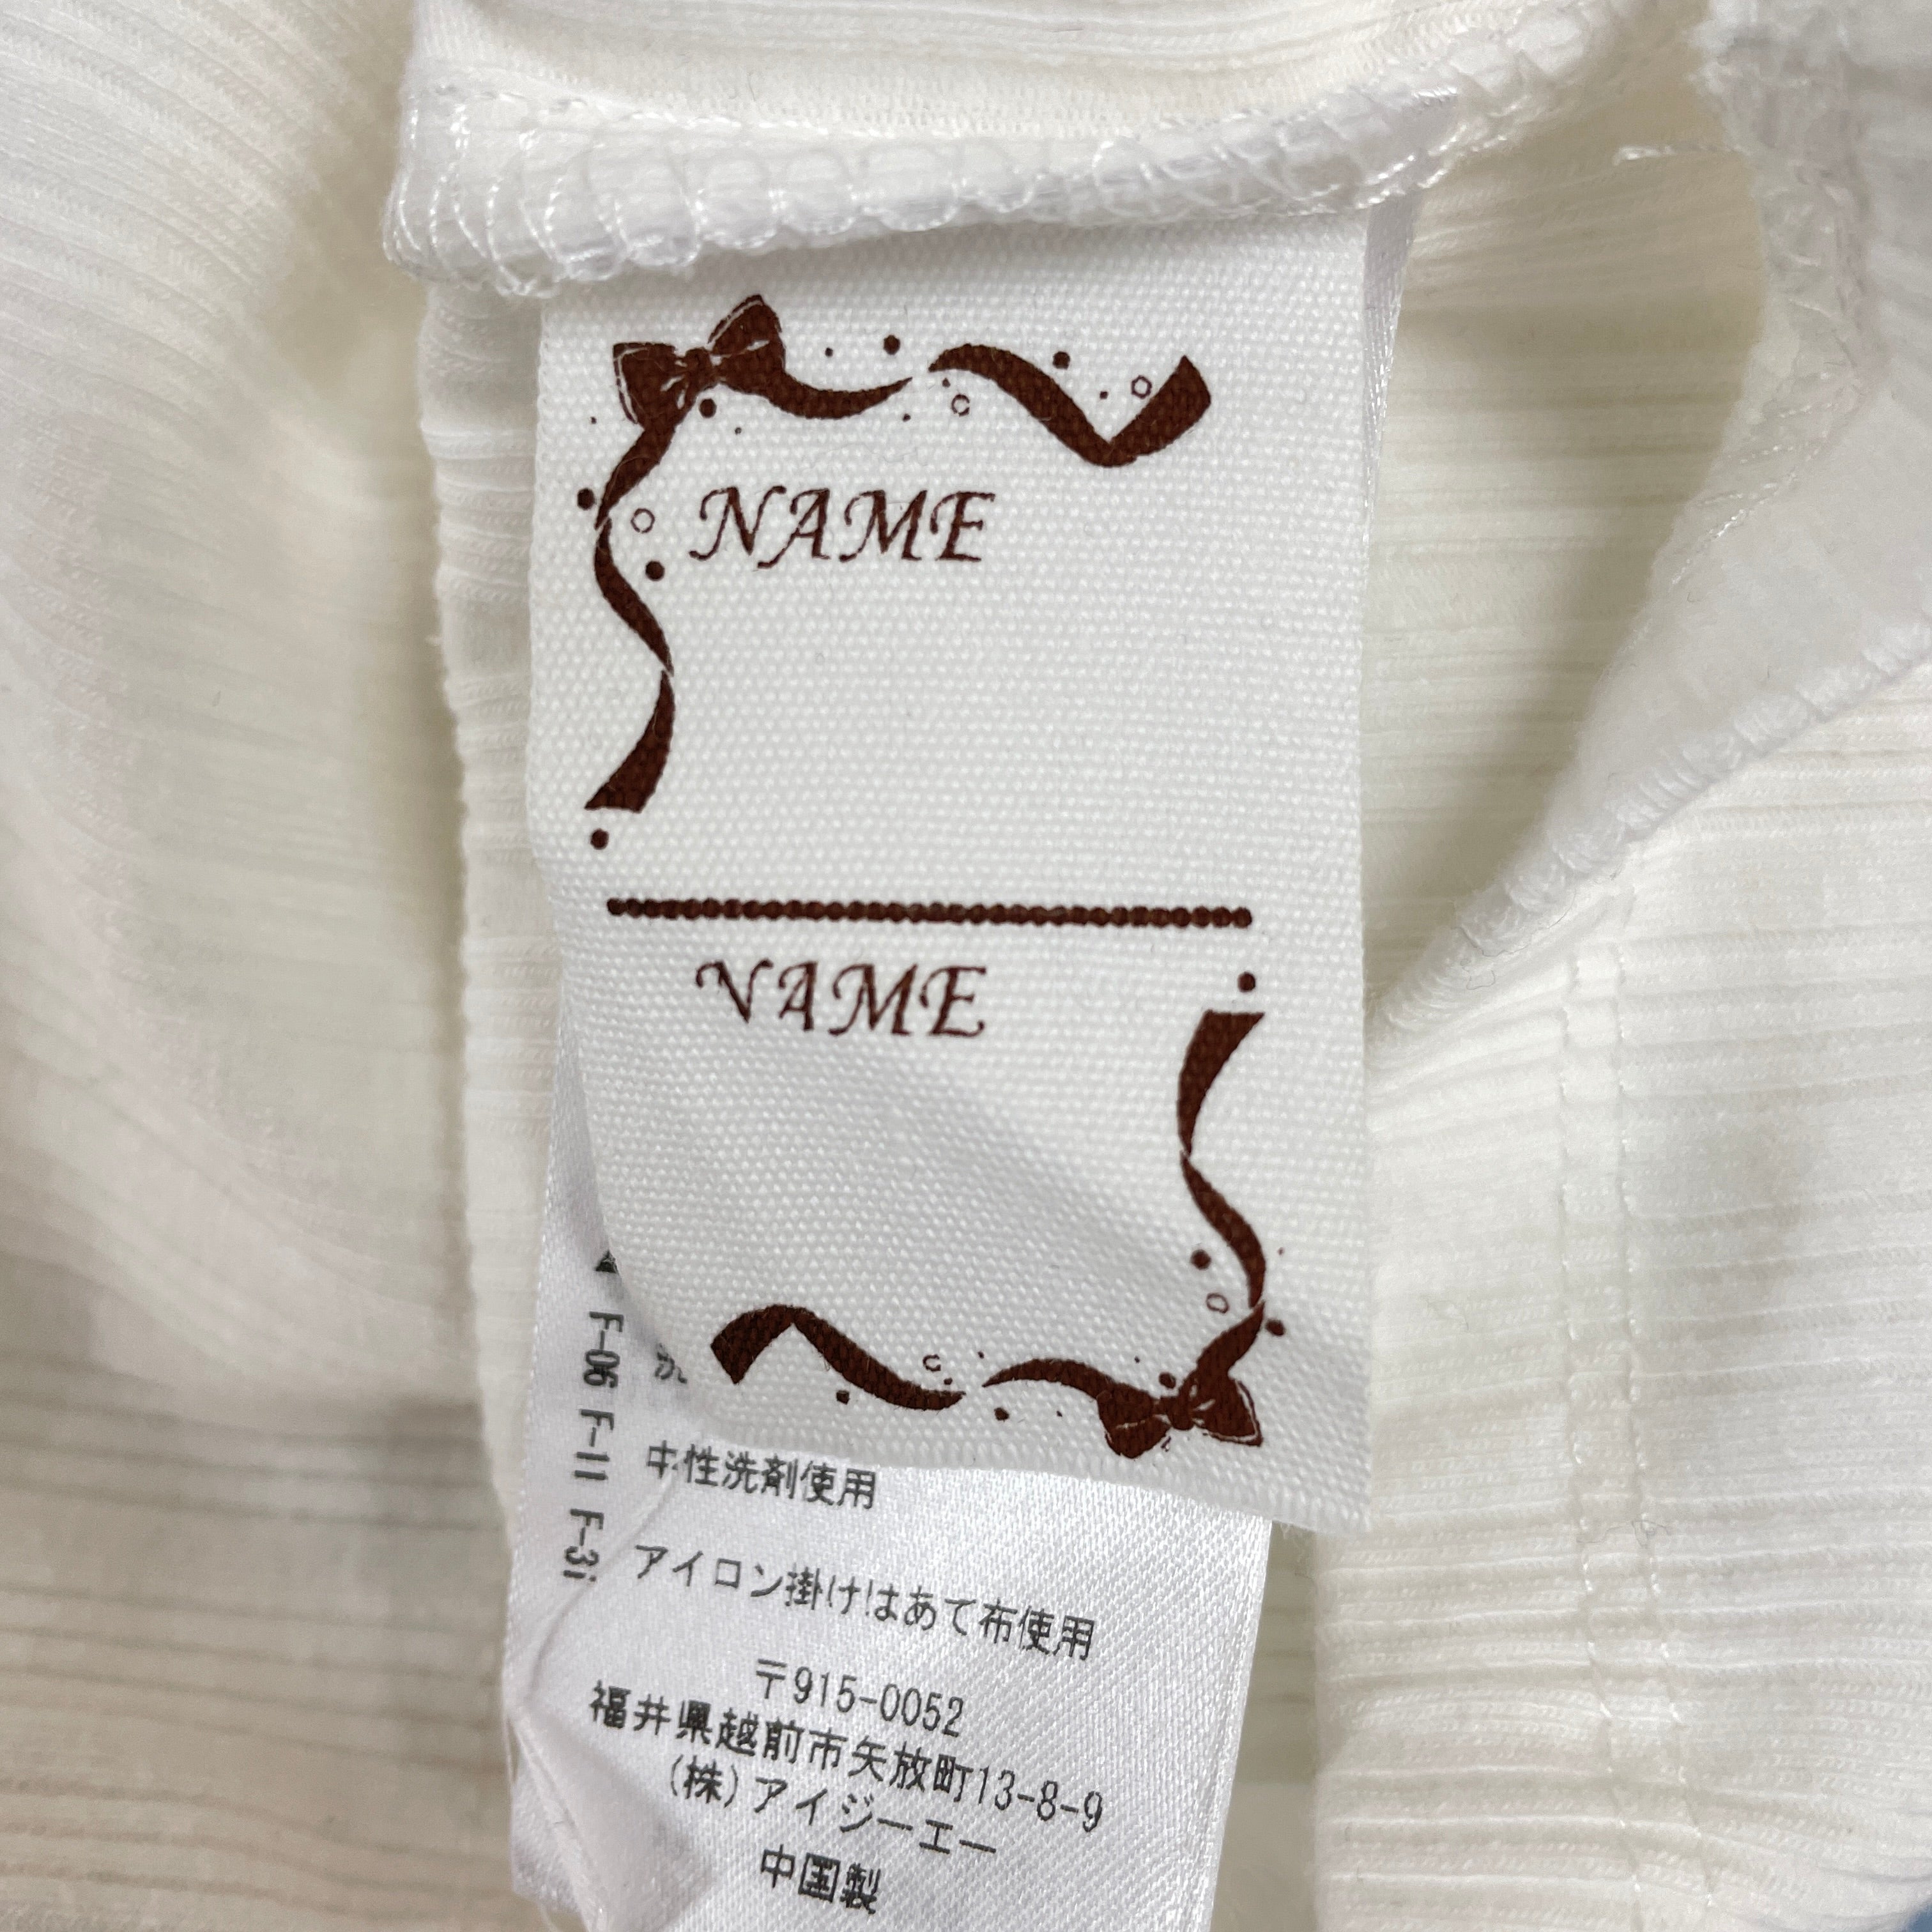 NAME
NAME
F-06 F-11 F-31
中性洗剤使用
アイロン掛けはあて布使用
〒915-0052
福井県越前市矢放町13-8-9
(株)アイジーエー
中国製